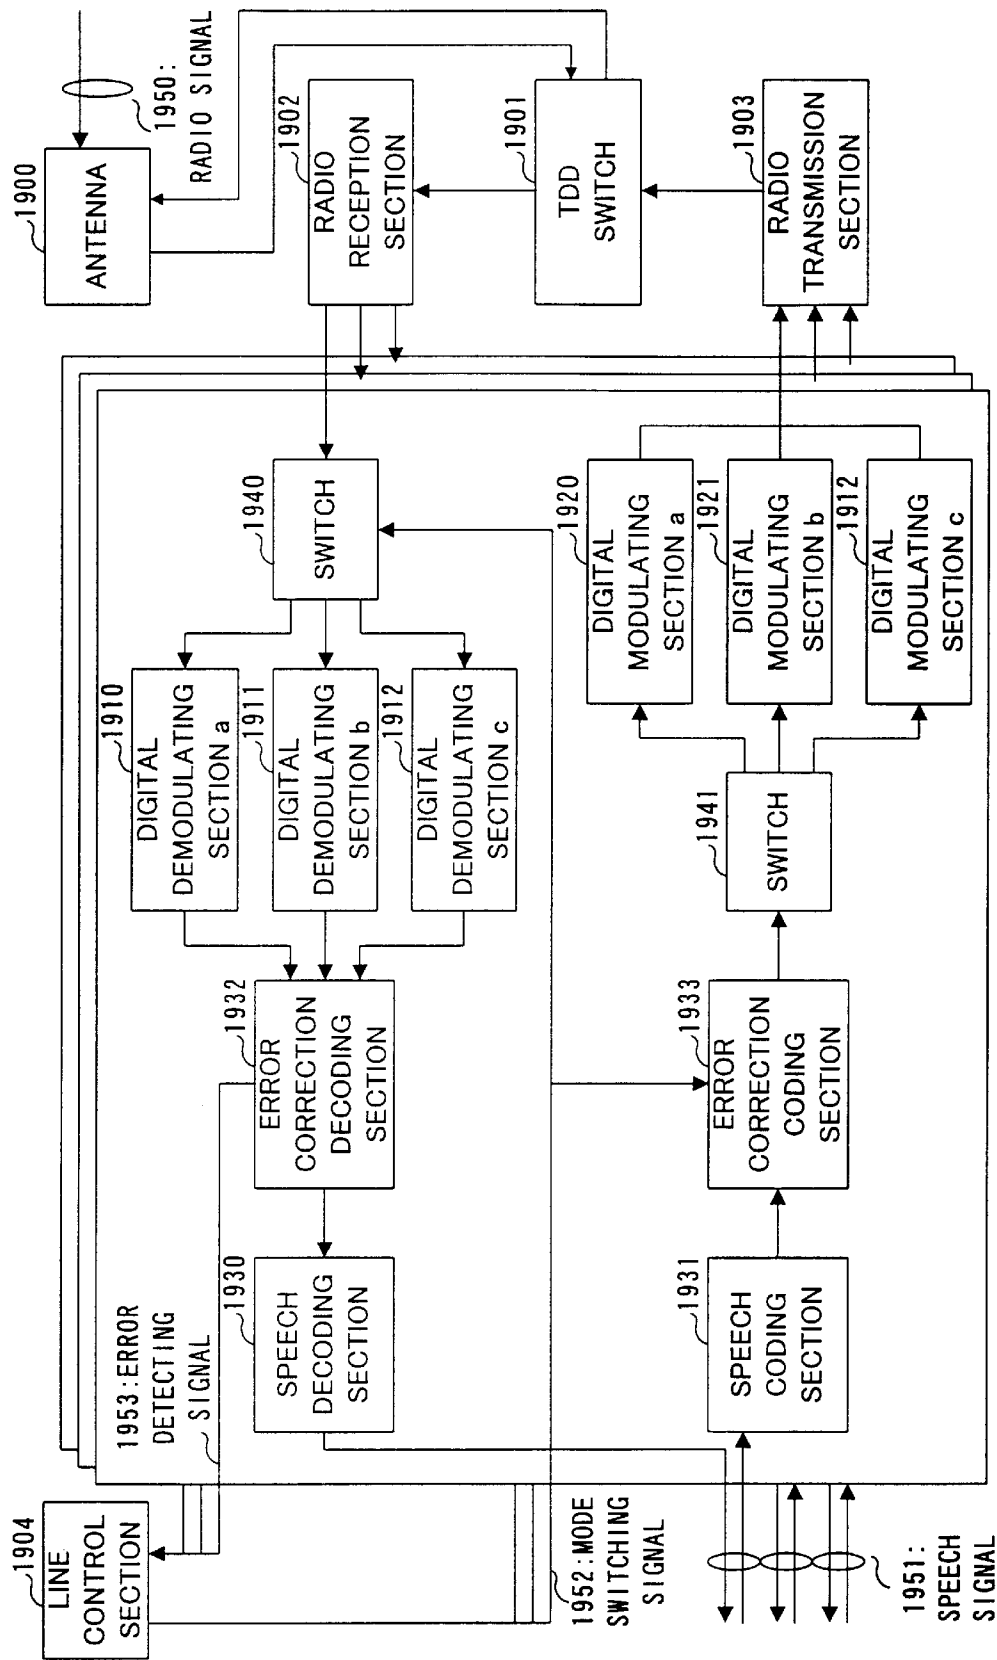 1900
ANTENNA
1950:
RADIO SIGNAL
1902
RADIO
RECEPTION
SECTION
1901
TDD
SWITCH
1903
RADIO
TRANSMISSION
SECTION
1940
SWITCH
1910
DIGITAL
DEMODULATING
SECTION a
1911
DIGITAL
DEMODULATING
SECTION b
1912
DIGITAL
DEMODULATING
SECTION c
1920
DIGITAL
MODULATING
SECTION a
1921
DIGITAL
MODULATING
SECTION b
1912
DIGITAL
MODULATING
SECTION c
1941
SWITCH
1932
ERROR
CORRECTION
DECODING
SECTION
1933
ERROR
CORRECTION
CODING
SECTION
1930
SPEECH
DECODING
SECTION
1931
SPEECH
CODING
SECTION
1953:ERROR
DETECTING
SIGNAL
1904
LINE
CONTROL
SECTION
1952:MODE
SWITCHING
SIGNAL
1951:
SPEECH
SIGNAL